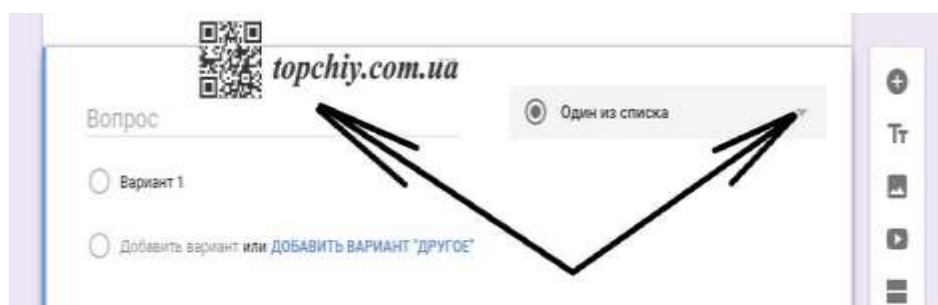 topchiy.com.ua
Вопрос
Один из списка
Вариант 1
Добавить вариант или ДОБАВИТЬ ВАРИАНТ "ДРУГОЕ"
Тт